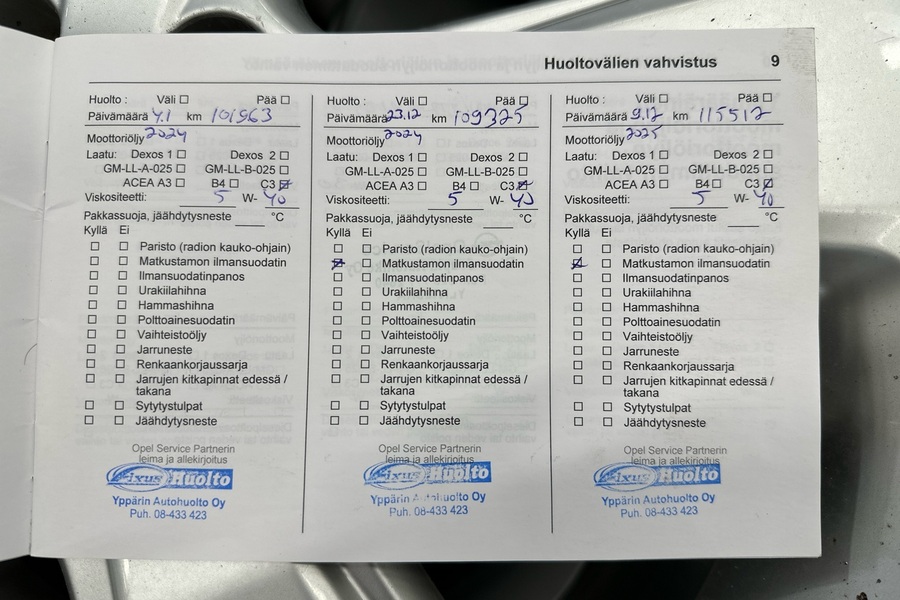 Huoltovälien vahvistus 9
Huolto : Väli ☐ Pää ☐
Päivämäärä 4.1 km 101563
Moottoriöljy 2024
Laatu: Dexos 1 ☐ Dexos 2 ☐
GM-LL-A-025 ☐ GM-LL-B-025 ☐
ACEA A3 ☐ B4 ☐ C3 ☒
Viskositeetti: 5 W- 40
Pakkassuoja, jäähdytysneste °C
Kyllä Ei
☐ ☐ Paristo (radion kauko-ohjain)
☐ ☐ Matkustamon ilmansuodatin
☐ ☐ Ilmansuodatinpanos
☐ ☐ Urakiilahihna
☐ ☐ Hammashihna
☐ ☐ Polttoainesuodatin
☐ ☐ Vaihteistoöljy
☐ ☐ Jarruneste
☐ ☐ Renkaankorjaussarja
☐ ☐ Jarrujen kitkapinnat edessä /
takana
☐ ☐ Sytytystulpat
☐ ☐ Jäähdytysneste
Opel Service Partnerin
leima ja allekirjoitus
Fixus Huolto
Yppärin Autohuolto Oy
Puh. 08-433 423
Huolto : Väli ☐ Pää ☐
Päivämäärä 23.12 km 109325
Moottoriöljy 2024
Laatu: Dexos 1 ☐ Dexos 2 ☐
GM-LL-A-025 ☐ GM-LL-B-025 ☐
ACEA A3 ☐ B4 ☐ C3 ☒
Viskositeetti: 5 W- 40
Pakkassuoja, jäähdytysneste °C
Kyllä Ei
☐ ☐ Paristo (radion kauko-ohjain)
☒ ☐ Matkustamon ilmansuodatin
☐ ☐ Ilmansuodatinpanos
☐ ☐ Urakiilahihna
☐ ☐ Hammashihna
☐ ☐ Polttoainesuodatin
☐ ☐ Vaihteistoöljy
☐ ☐ Jarruneste
☐ ☐ Renkaankorjaussarja
☐ ☐ Jarrujen kitkapinnat edessä /
takana
☐ ☐ Sytytystulpat
☐ ☐ Jäähdytysneste
Opel Service Partnerin
leima ja allekirjoitus
Fixus Huolto
Yppärin Autohuolto Oy
Puh. 08-433 423
Huolto : Väli ☐ Pää ☐
Päivämäärä 9.12 km 115512
Moottoriöljy 2025
Laatu: Dexos 1 ☐ Dexos 2 ☐
GM-LL-A-025 ☐ GM-LL-B-025 ☐
ACEA A3 ☐ B4 ☐ C3 ☒
Viskositeetti: 5 W- 40
Pakkassuoja, jäähdytysneste °C
Kyllä Ei
☐ ☐ Paristo (radion kauko-ohjain)
☒ ☐ Matkustamon ilmansuodatin
☐ ☐ Ilmansuodatinpanos
☐ ☐ Urakiilahihna
☐ ☐ Hammashihna
☐ ☐ Polttoainesuodatin
☐ ☐ Vaihteistoöljy
☐ ☐ Jarruneste
☐ ☐ Renkaankorjaussarja
☐ ☐ Jarrujen kitkapinnat edessä /
takana
☐ ☐ Sytytystulpat
☐ ☐ Jäähdytysneste
Opel Service Partnerin
leima ja allekirjoitus
Fixus Huolto
Yppärin Autohuolto Oy
Puh. 08-433 423